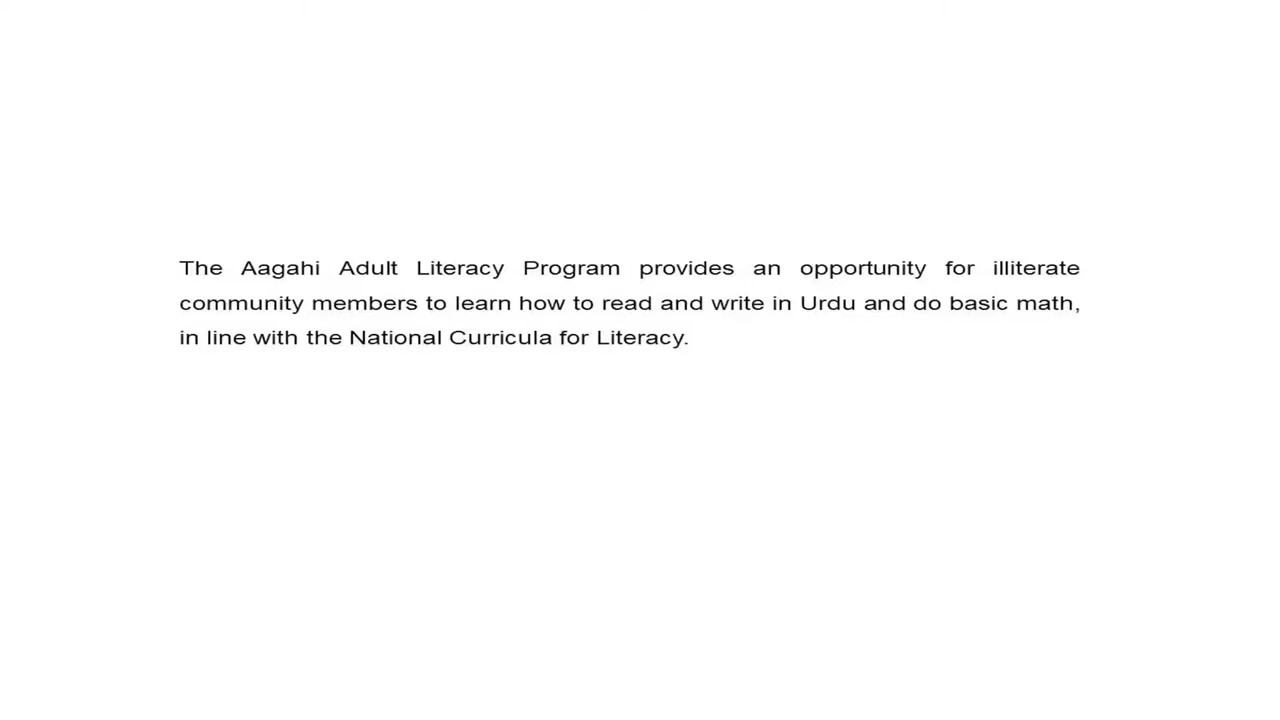 The Aagahi Adult Literacy Program provides an opportunity for illiterate
community members to learn how to read and write in Urdu and do basic math,
in line with the National Curricula for Literacy.